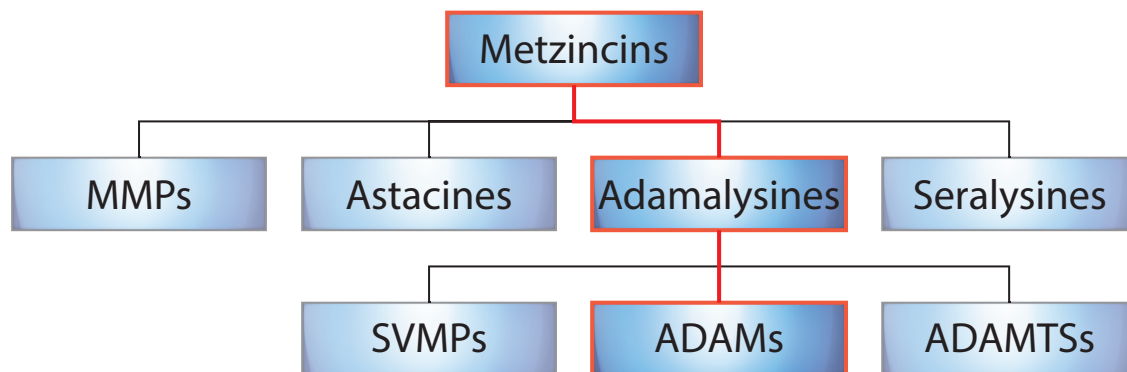 Metzincins
MMPs
Astacines
Adamalysines
Seralysines
SVMPs
ADAMs
ADAMTSs